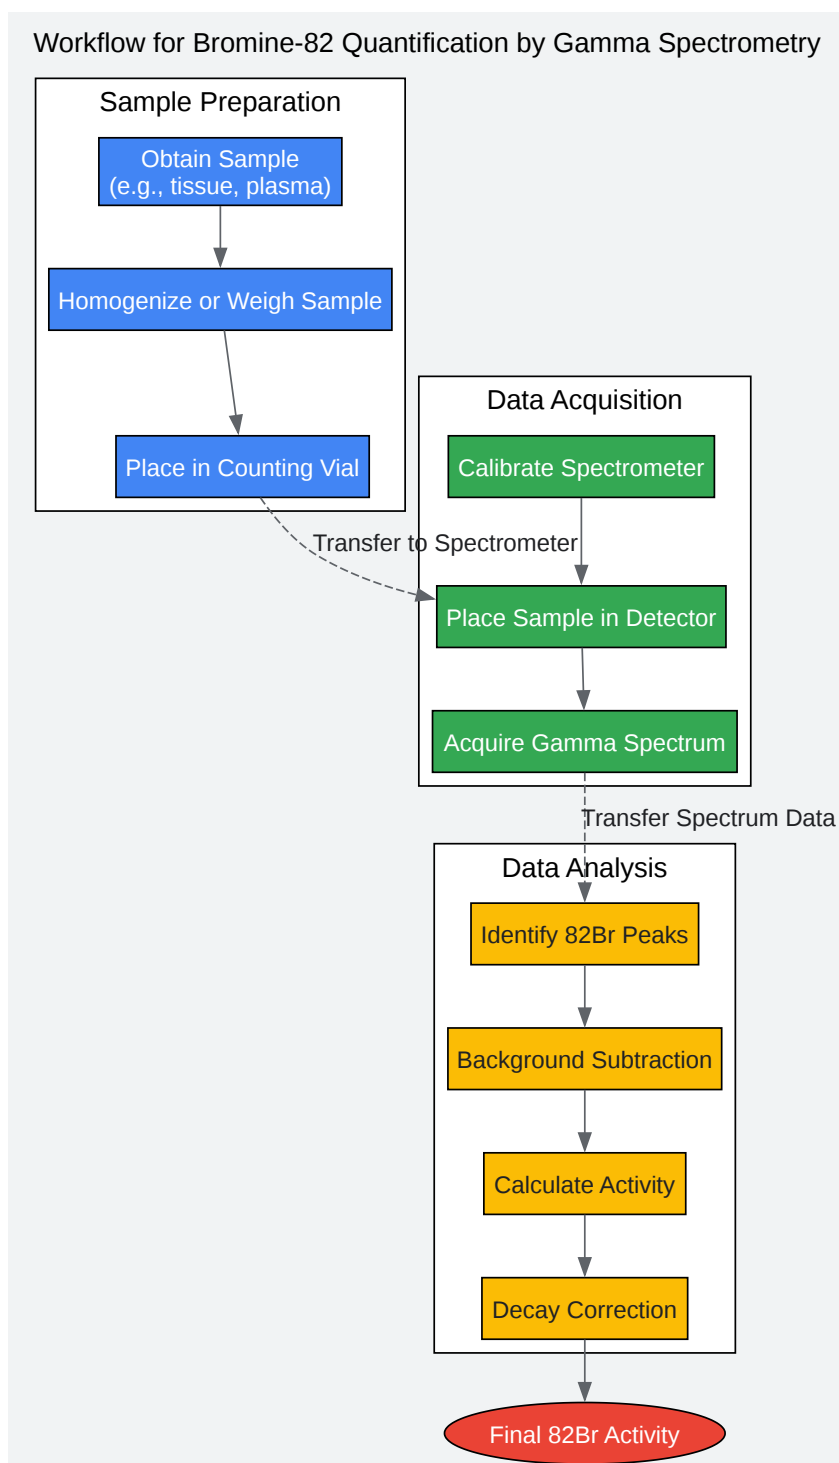 Workflow for Bromine-82 Quantification by Gamma Spectrometry
Sample Preparation
Obtain Sample
(e.g., tissue, plasma)
Homogenize or Weigh Sample
Place in Counting Vial
Data Acquisition
Calibrate Spectrometer
Transfer to Spectrometer
Place Sample in Detector
Acquire Gamma Spectrum
Transfer Spectrum Data
Data Analysis
Identify 82Br Peaks
Background Subtraction
Calculate Activity
Decay Correction
Final 82Br Activity